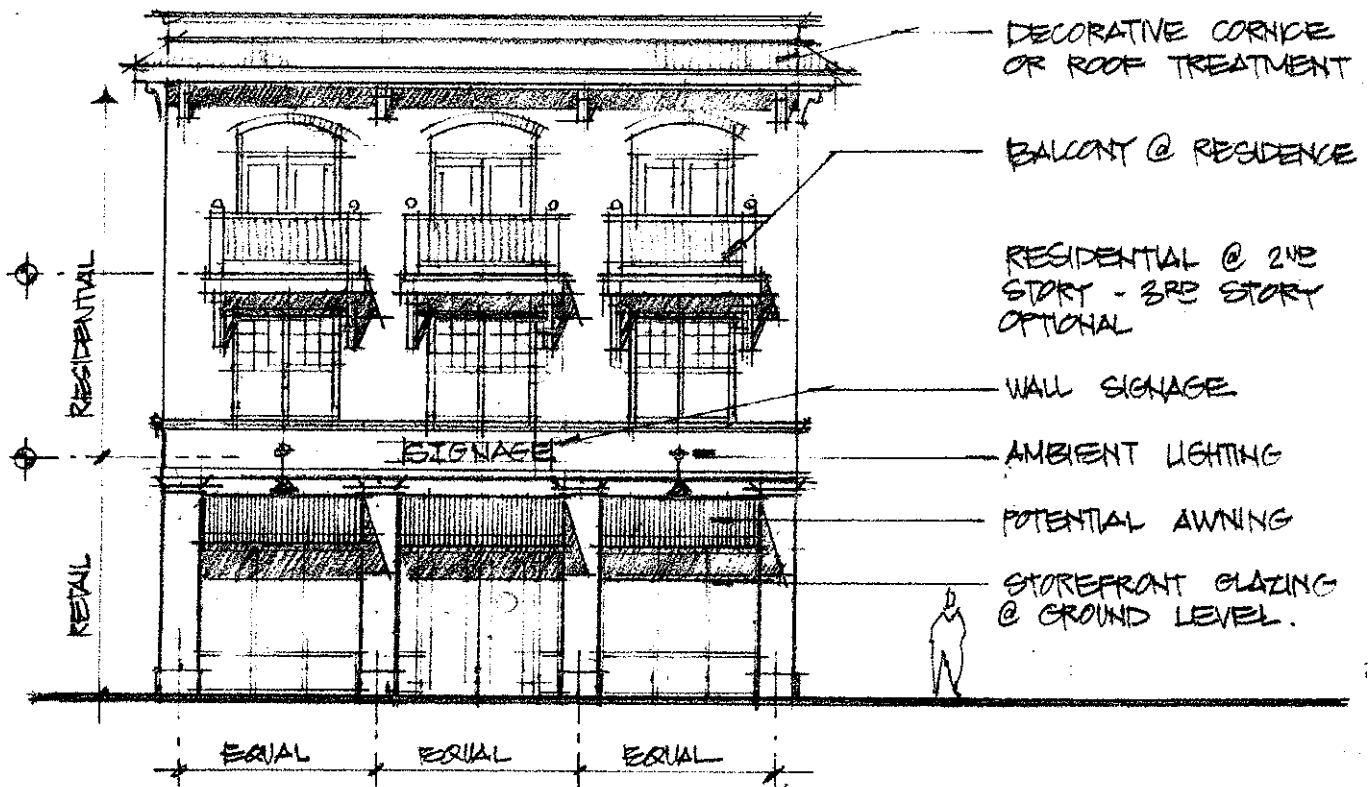 DECORATIVE CORNICE
OR ROOF TREATMENT
BALCONY @ RESIDENCE
RESIDENTIAL @ 2ND
STORY - 3RD STORY
OPTIONAL
WALL SIGNAGE
AMBIENT LIGHTING
POTENTIAL AWNING
STOREFRONT GLAZING
@ GROUND LEVEL.
RESIDENTIAL
RETAIL
SIGNAGE
EQUAL EQUAL EQUAL